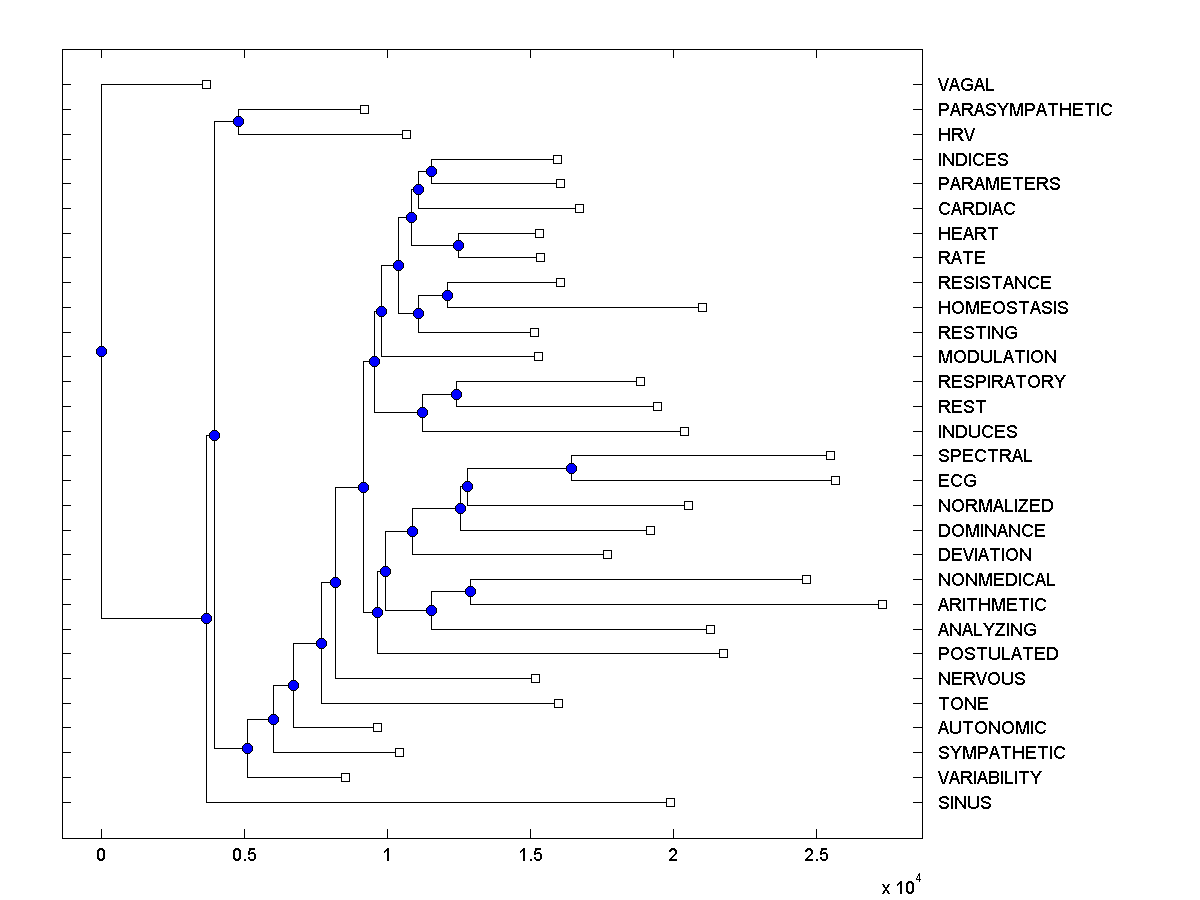 VAGAL
PARASYMPATHETIC
HRV
INDICES
PARAMETERS
CARDIAC
HEART
RATE
RESISTANCE
HOMEOSTASIS
RESTING
MODULATION
RESPIRATORY
REST
INDUCES
SPECTRAL
ECG
NORMALIZED
DOMINANCE
DEVIATION
NONMEDICAL
ARITHMETIC
ANALYZING
POSTULATED
NERVOUS
TONE
AUTONOMIC
SYMPATHETIC
VARIABILITY
SINUS
0 0.5 1 1.5 2 2.5
x 10^4